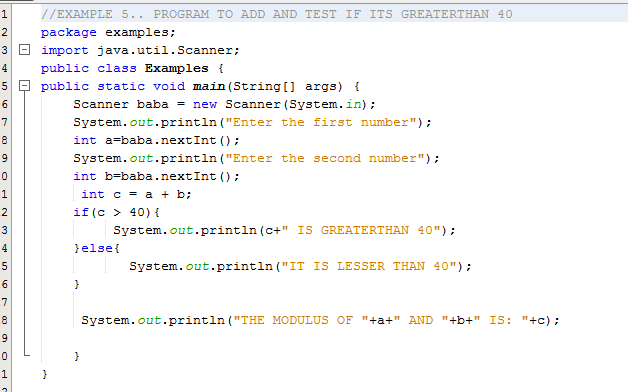 1 //EXAMPLE 5.. PROGRAM TO ADD AND TEST IF ITS GREATERTHAN 40
2 package examples;
3 import java.util.Scanner;
4 public class Examples {
5 public static void main(String[] args) {
6 Scanner baba = new Scanner(System.in);
7 System.out.println("Enter the first number");
8 int a=baba.nextInt();
9 System.out.println("Enter the second number");
0 int b=baba.nextInt();
1 int c = a + b;
2 if(c > 40){
3 System.out.println(c+" IS GREATERTHAN 40");
4 }else{
5 System.out.println("IT IS LESSER THAN 40");
6 }
7
8 System.out.println("THE MODULUS OF "+a+" AND "+b+" IS: "+c);
9
0 }
1 }